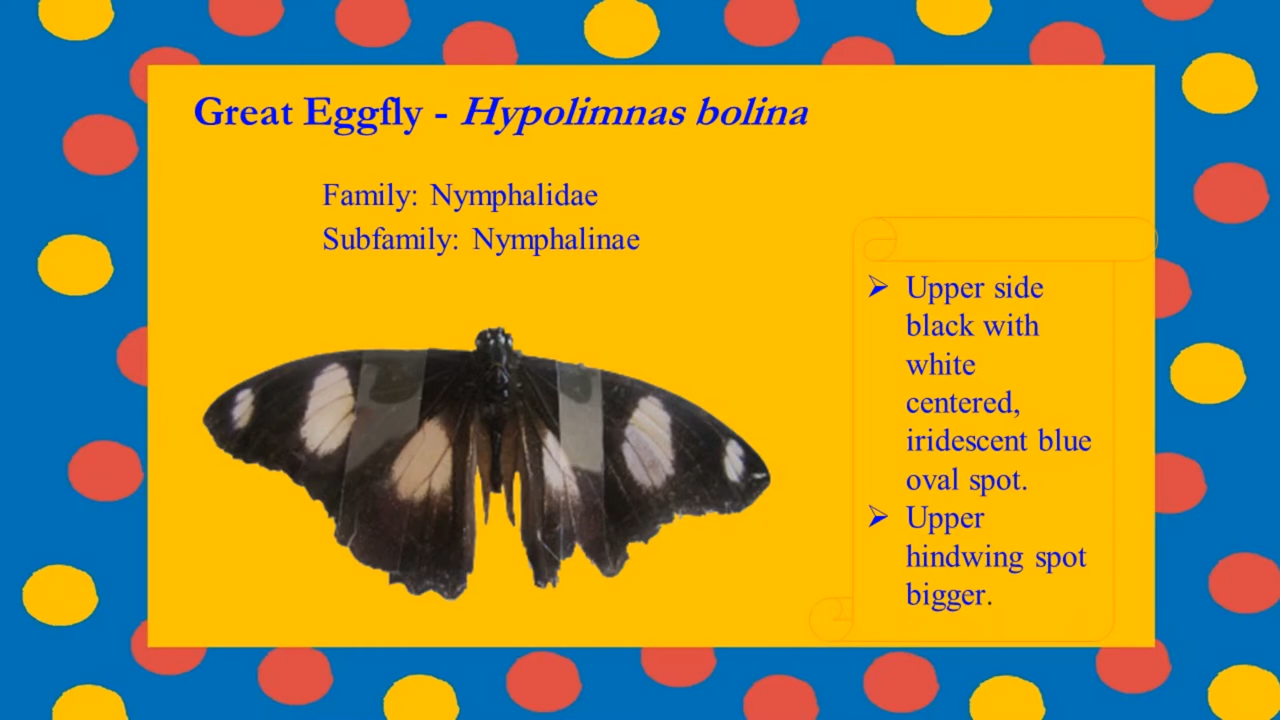 Great Eggfly - Hypolimnas bolina
Family: Nymphalidae
Subfamily: Nymphalinae
➢ Upper side
black with
white
centered,
iridescent blue
oval spot.
➢ Upper
hindwing spot
bigger.